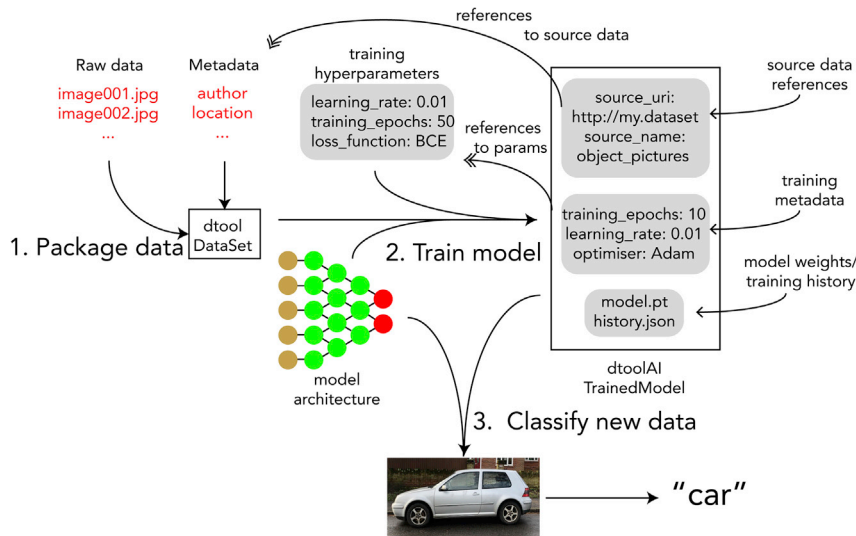 references
to source data
Raw data
Metadata
training
hyperparameters
source data
references
image001.jpg
image002.jpg
...
author
location
...
learning_rate: 0.01
training_epochs: 50
loss_function: BCE
source_uri:
http://my.dataset
source_name:
object_pictures
references
to params
training
metadata
dtool
DataSet
1. Package data
2. Train model
training_epochs: 10
learning_rate: 0.01
optimiser: Adam
model weights/
training history
model.pt
history.json
model
architecture
dtoolAI
TrainedModel
3. Classify new data
“car”